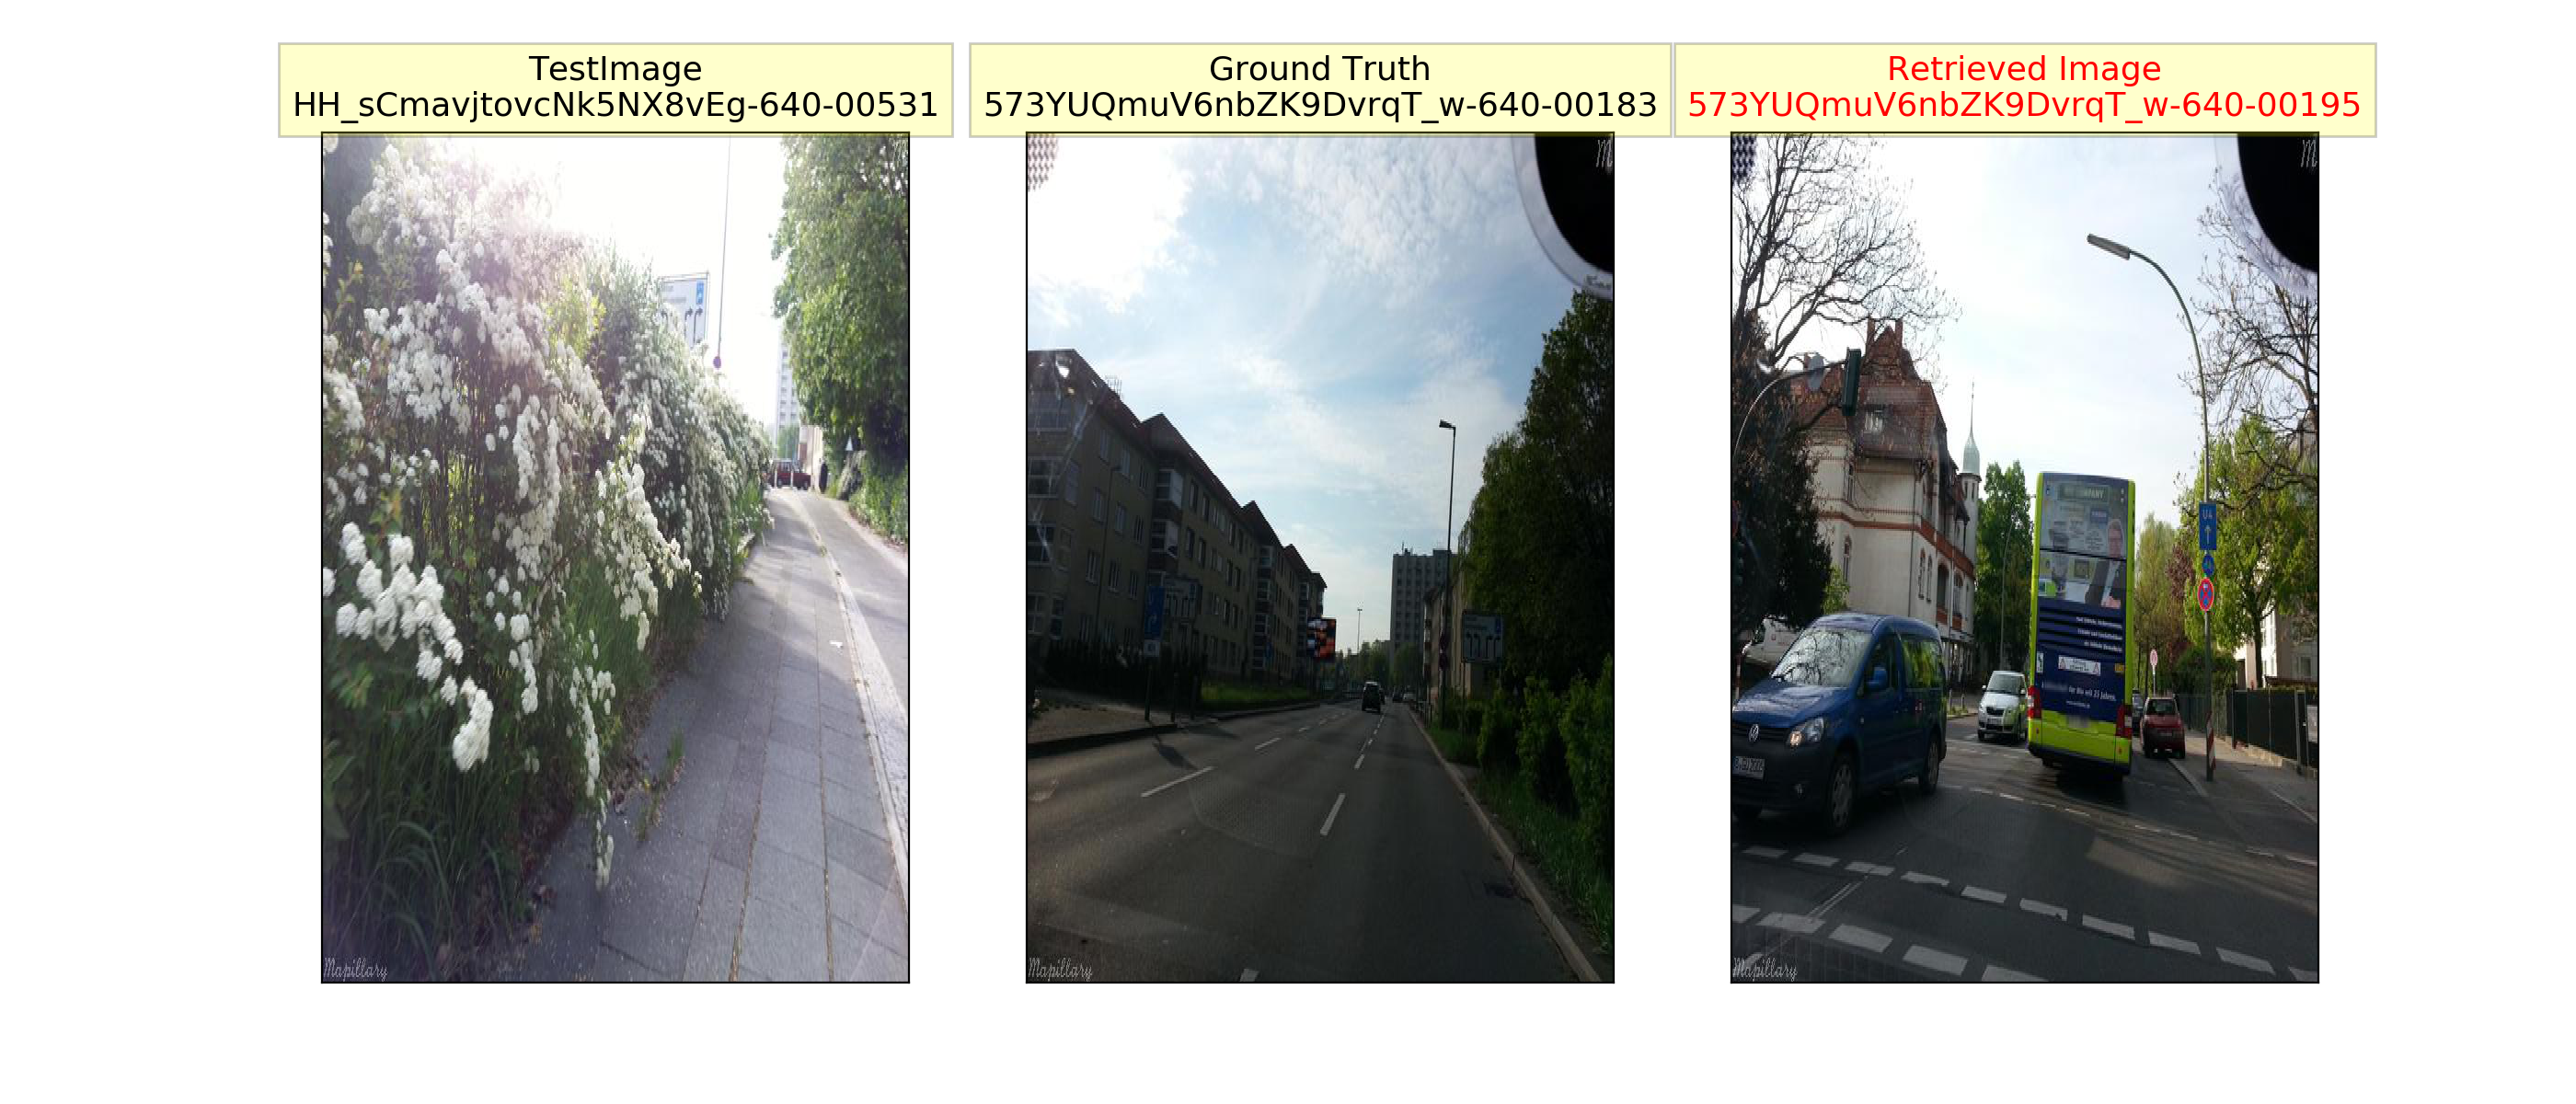 TestImage
HH_sCmavjtovcNk5NX8vEg-640-00531
Ground Truth
573YUQmuV6nbZK9DvrqT_w-640-00183
Retrieved Image
573YUQmuV6nbZK9DvrqT_w-640-00195
M
M
U4
Mapillary
Mapillary
Mapillary